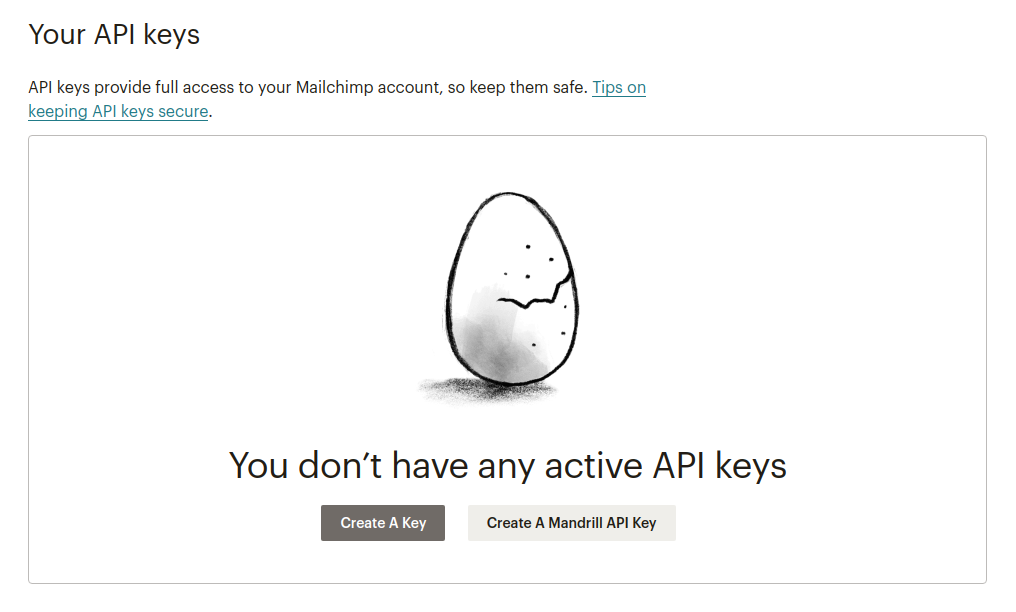 Your API keys
API keys provide full access to your Mailchimp account, so keep them safe. Tips on
keeping API keys secure.
You don’t have any active API keys
Create A Key
Create A Mandrill API Key